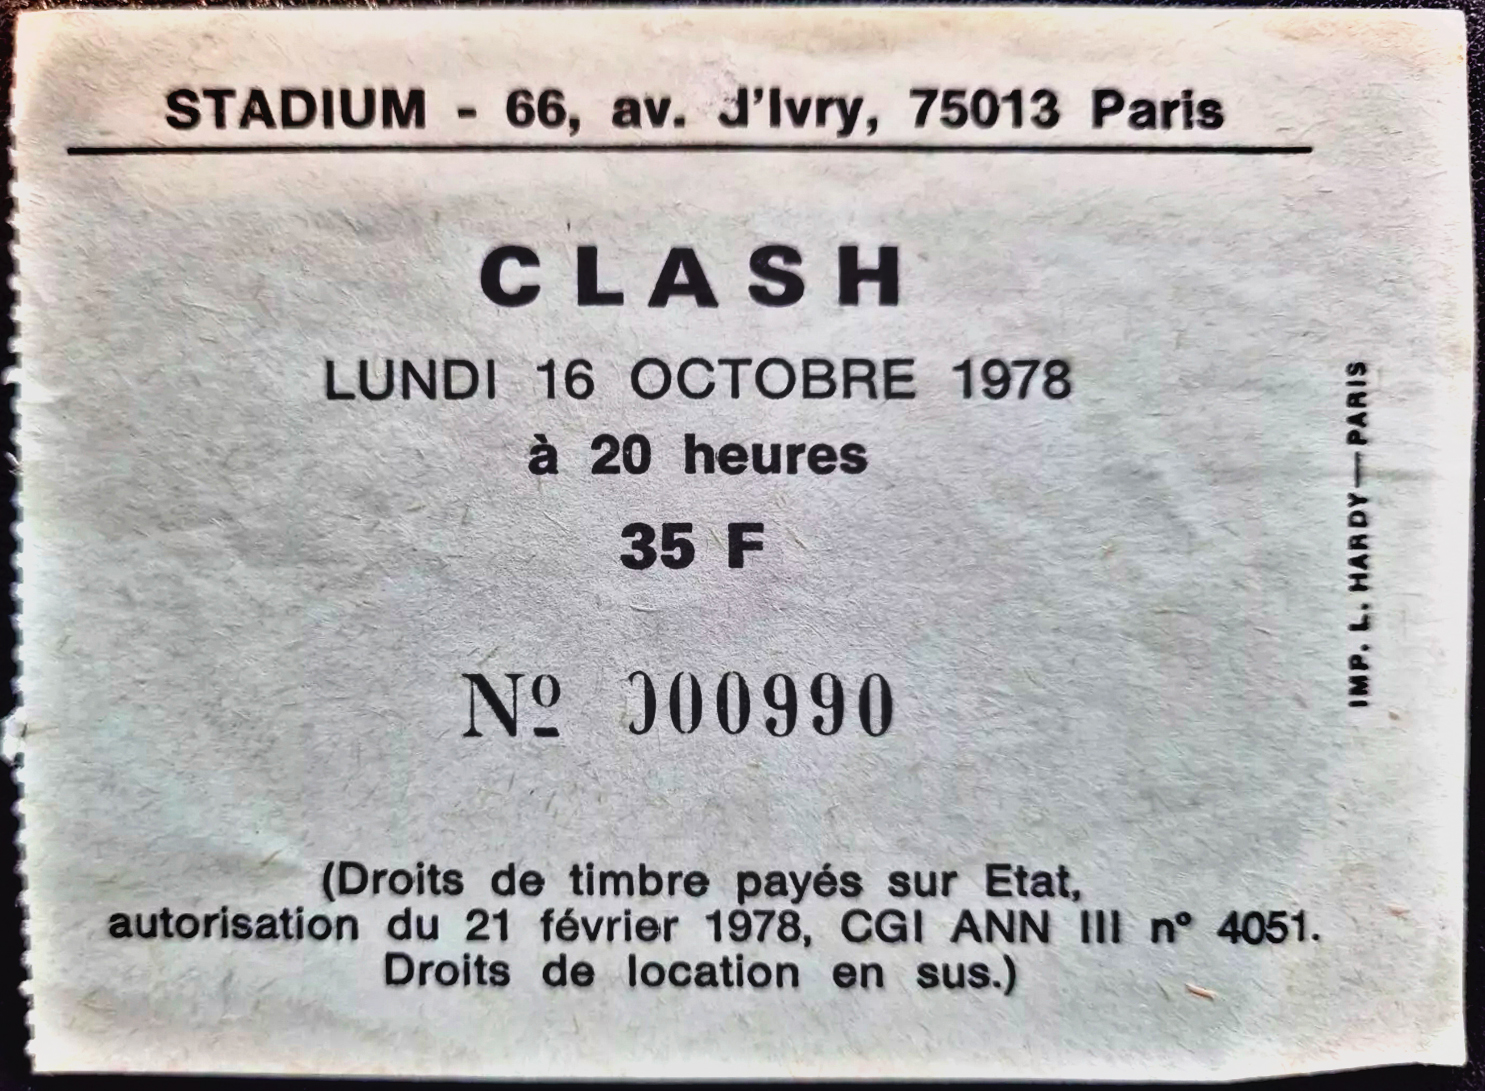 STADIUM - 66, av. d'Ivry, 75013 Paris
CLASH
LUNDI 16 OCTOBRE 1978
à 20 heures
35 F
Nº 000990
(Droits de timbre payés sur Etat,
autorisation du 21 février 1978, CGI ANN III n° 4051.
Droits de location en sus.)
IMP. L. HARDY—PARIS